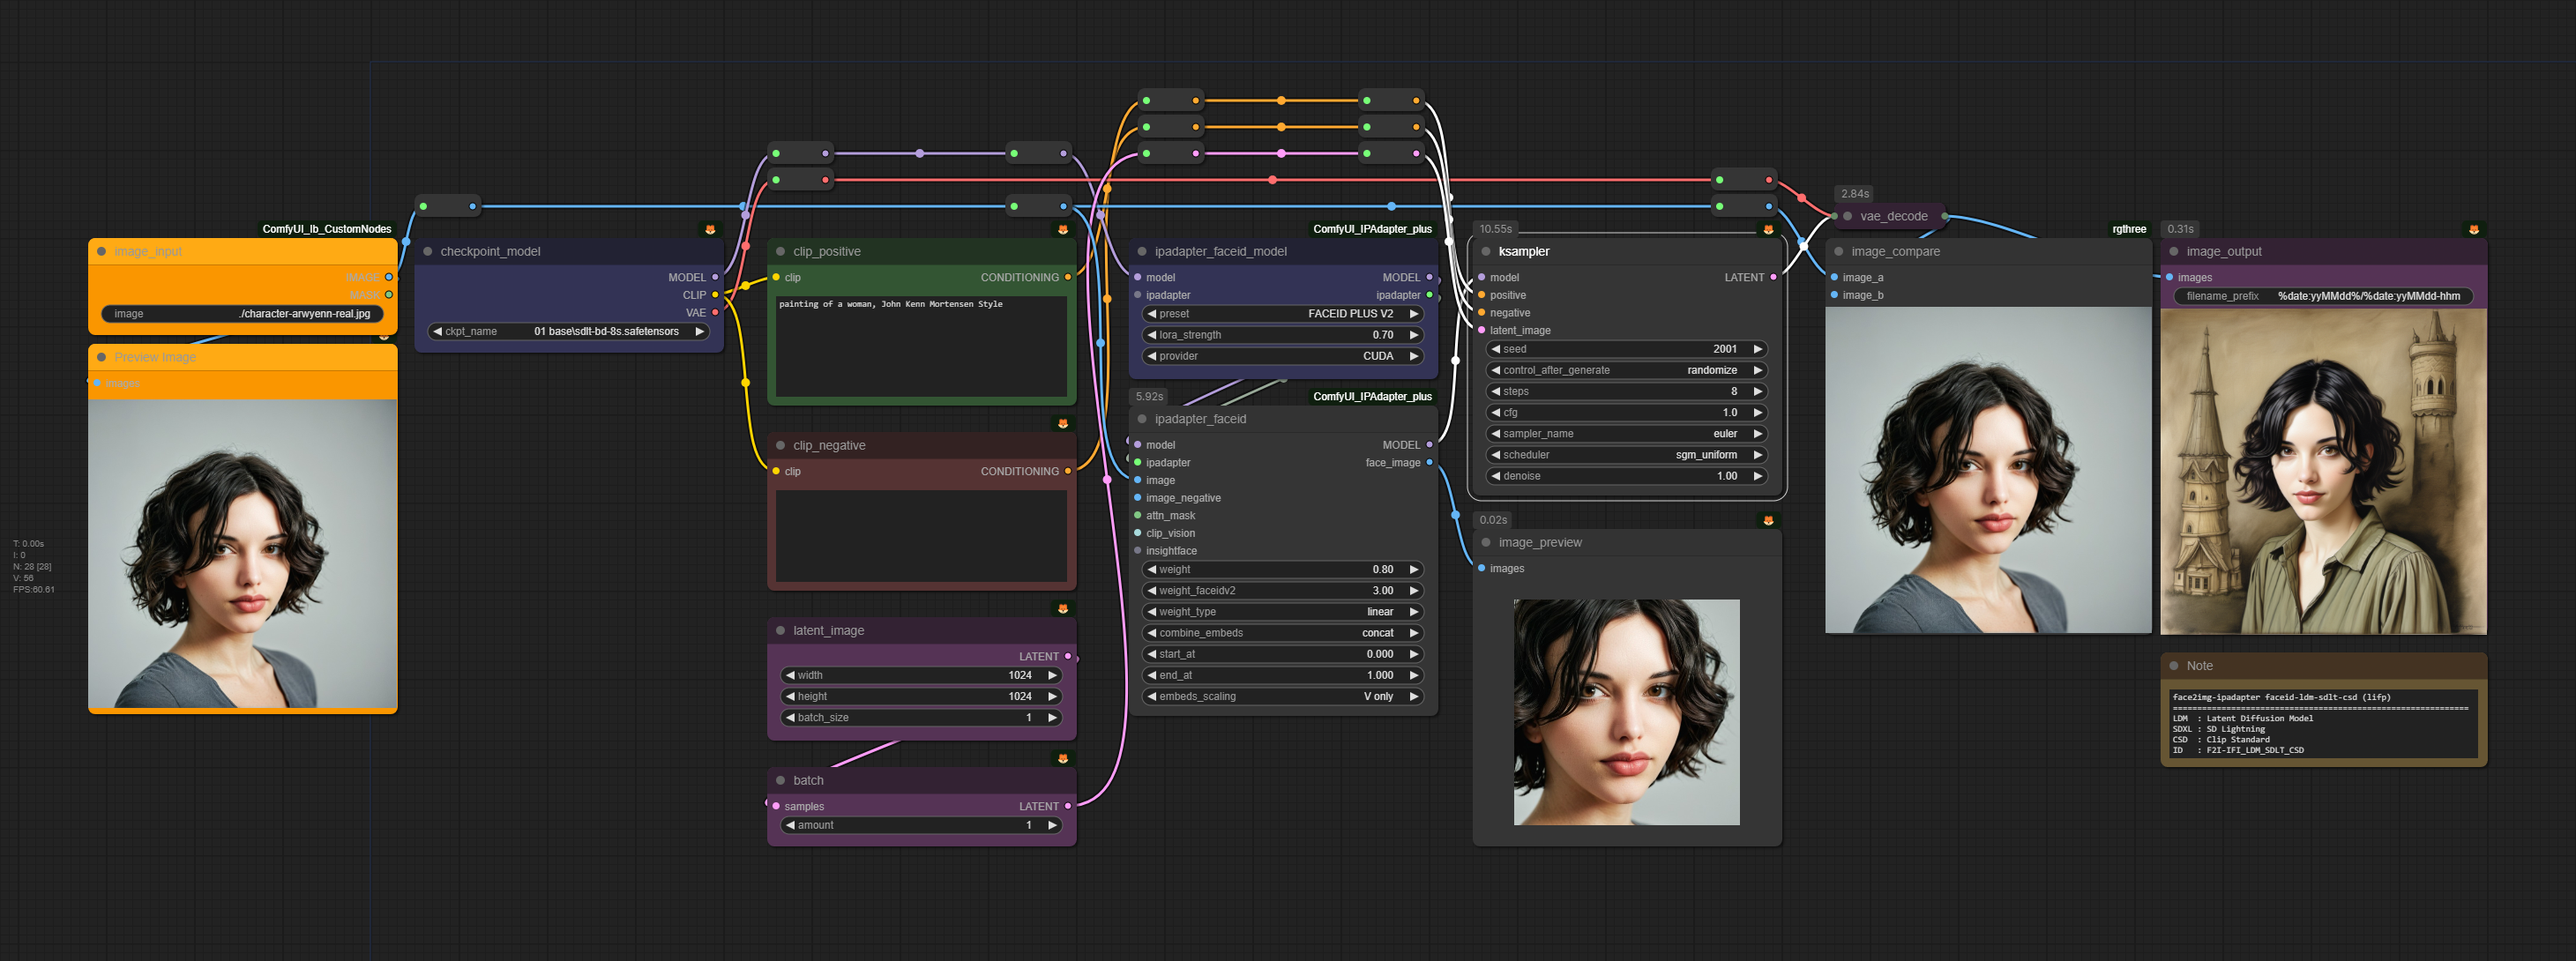 ComfyUI_lb_CustomNodes
image_input
IMAGE
MASK
image ./character-arwyenn-real.jpg
Preview Image
images
T: 0.00s
I: 0
N: 28 [28]
V: 56
FPS:60.61
checkpoint_model
MODEL
CLIP
VAE
ckpt_name 01 base\sdlt-bd-8s.safetensors
clip_positive
clip CONDITIONING
painting of a woman, John Kenn Mortensen Style
clip_negative
clip CONDITIONING
latent_image
LATENT
width 1024
height 1024
batch_size 1
batch
samples LATENT
amount 1
ComfyUI_IPAdapter_plus
ipadapter_faceid_model
model MODEL
ipadapter ipadapter
preset FACEID PLUS V2
lora_strength 0.70
provider CUDA
5.92s ComfyUI_IPAdapter_plus
ipadapter_faceid
model MODEL
ipadapter face_image
image
image_negative
attn_mask
clip_vision
insightface
weight 0.80
weight_faceidv2 3.00
weight_type linear
combine_embeds concat
start_at 0.000
end_at 1.000
embeds_scaling V only
10.55s
ksampler
model LATENT
positive
negative
latent_image
seed 2001
control_after_generate randomize
steps 8
cfg 1.0
sampler_name euler
scheduler sgm_uniform
denoise 1.00
0.02s
image_preview
images
2.84s
vae_decode
rgthree
image_compare
image_a
image_b
0.31s
image_output
images
filename_prefix %date:yyMMdd%/%date:yyMMdd-hhm
Note
face2img-ipadapter faceid-ldm-sdlt-csd (lifp)
=============================================================
LDM : Latent Diffusion Model
SDXL : SD Lightning
CSD : Clip Standard
ID : F2I-IFI_LDM_SDLT_CSD